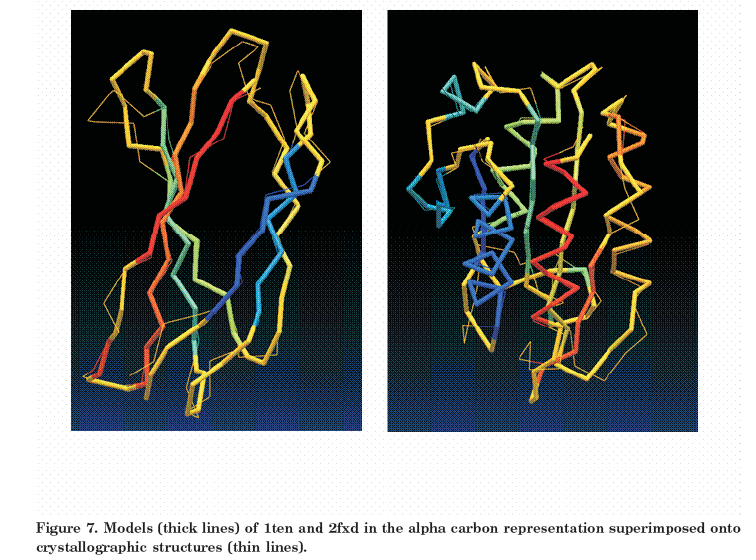 Figure 7. Models (thick lines) of 1ten and 2fxd in the alpha carbon representation superimposed onto
crystallographic structures (thin lines).